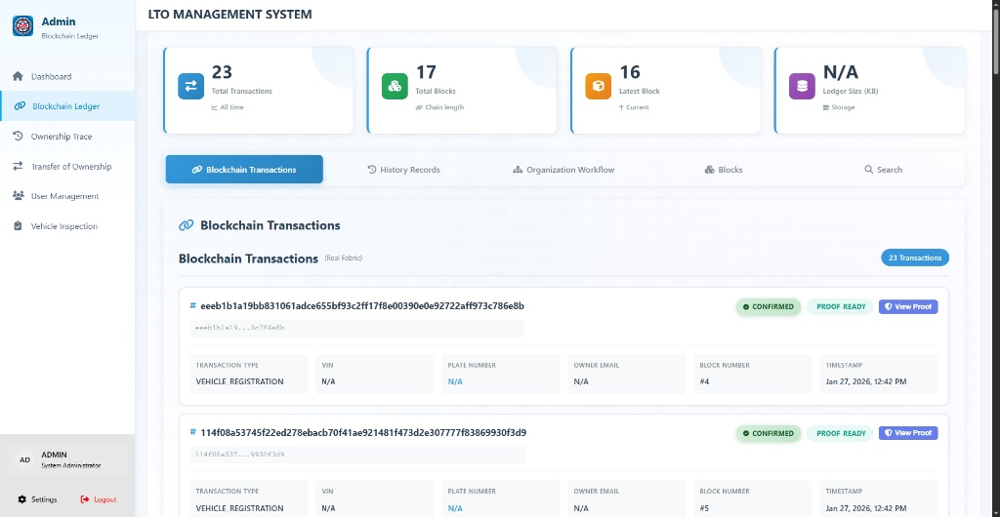 Admin
Blockchain Ledger
LTO MANAGEMENT SYSTEM
Dashboard
Blockchain Ledger
Ownership Trace
Transfer of Ownership
User Management
Vehicle Inspection
AD
ADMIN
System Administrator
Settings
Logout
23
Total Transactions
All time
17
Total Blocks
Chain length
16
Latest Block
Current
N/A
Ledger Size (KB)
Storage
Blockchain Transactions
History Records
Organization Workflow
Blocks
Search
Blockchain Transactions
Blockchain Transactions (Real Fabric)
23 Transactions
# eeeb1b1a19bb831061adce655bf93c2ff17f8e00390e0e92722aff973c786e8b
CONFIRMED
PROOF READY
View Proof
eeeb1b1a19...3c786e8b
TRANSACTION TYPE
VEHICLE_REGISTRATION
VIN
N/A
PLATE NUMBER
N/A
OWNER EMAIL
N/A
BLOCK NUMBER
#4
TIMESTAMP
Jan 27, 2026, 12:42 PM
# 114f08a53745f22ed278ebacb70f41ae921481f473d2e307777f83869930f3d9
CONFIRMED
PROOF READY
View Proof
114f08a537...9930f3d9
TRANSACTION TYPE
VEHICLE_REGISTRATION
VIN
N/A
PLATE NUMBER
N/A
OWNER EMAIL
N/A
BLOCK NUMBER
#5
TIMESTAMP
Jan 27, 2026, 12:42 PM